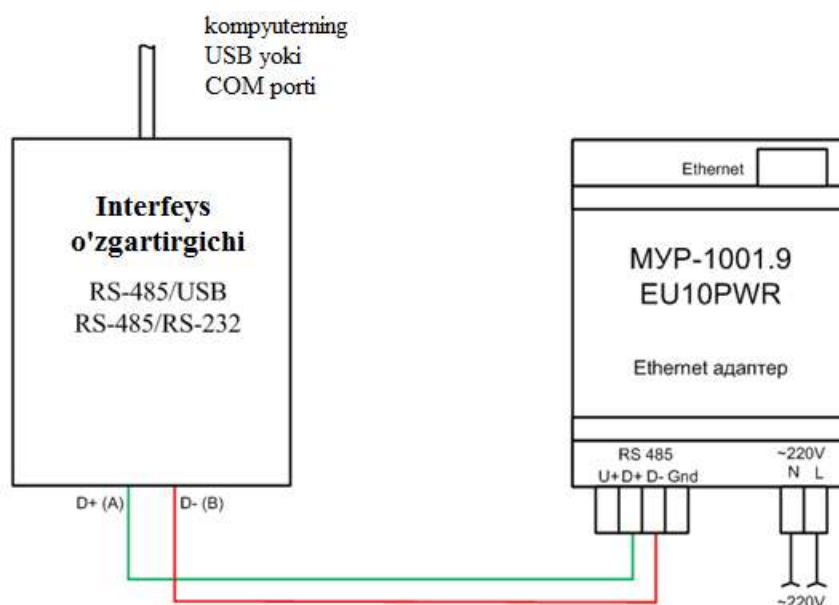 kompyuterning
USB yoki
COM porti
Interfeys
o'zgartirgichi
RS-485/USB
RS-485/RS-232
D+ (A)
D- (B)
Ethernet
МУР-1001.9
EU10PWR
Ethernet адаптер
RS 485
~220V
U+ D+ D- Gnd
N L
~220V